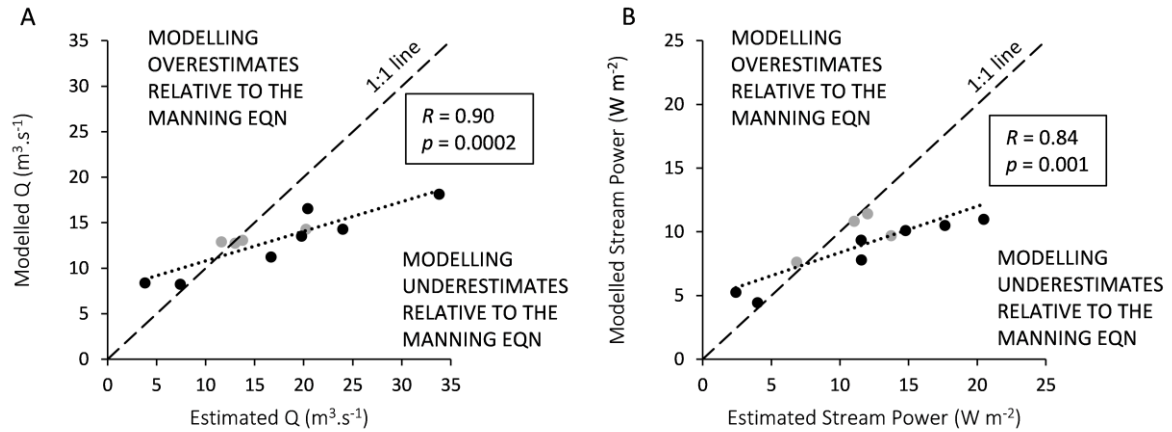 A
MODELLING
OVERESTIMATES
RELATIVE TO THE
MANNING EQN
1:1 line
R = 0.90
p = 0.0002
MODELLING
UNDERESTIMATES
RELATIVE TO THE
MANNING EQN
Modelled Q (m³.s⁻¹)
35
30
25
20
15
10
5
0
0 5 10 15 20 25 30 35
Estimated Q (m³.s⁻¹)
B
MODELLING
OVERESTIMATES
RELATIVE TO THE
MANNING EQN
1:1 line
R = 0.84
p = 0.001
MODELLING
UNDERESTIMATES
RELATIVE TO THE
MANNING EQN
Modelled Stream Power (W m⁻²)
25
20
15
10
5
0
0 5 10 15 20 25
Estimated Stream Power (W m⁻²)